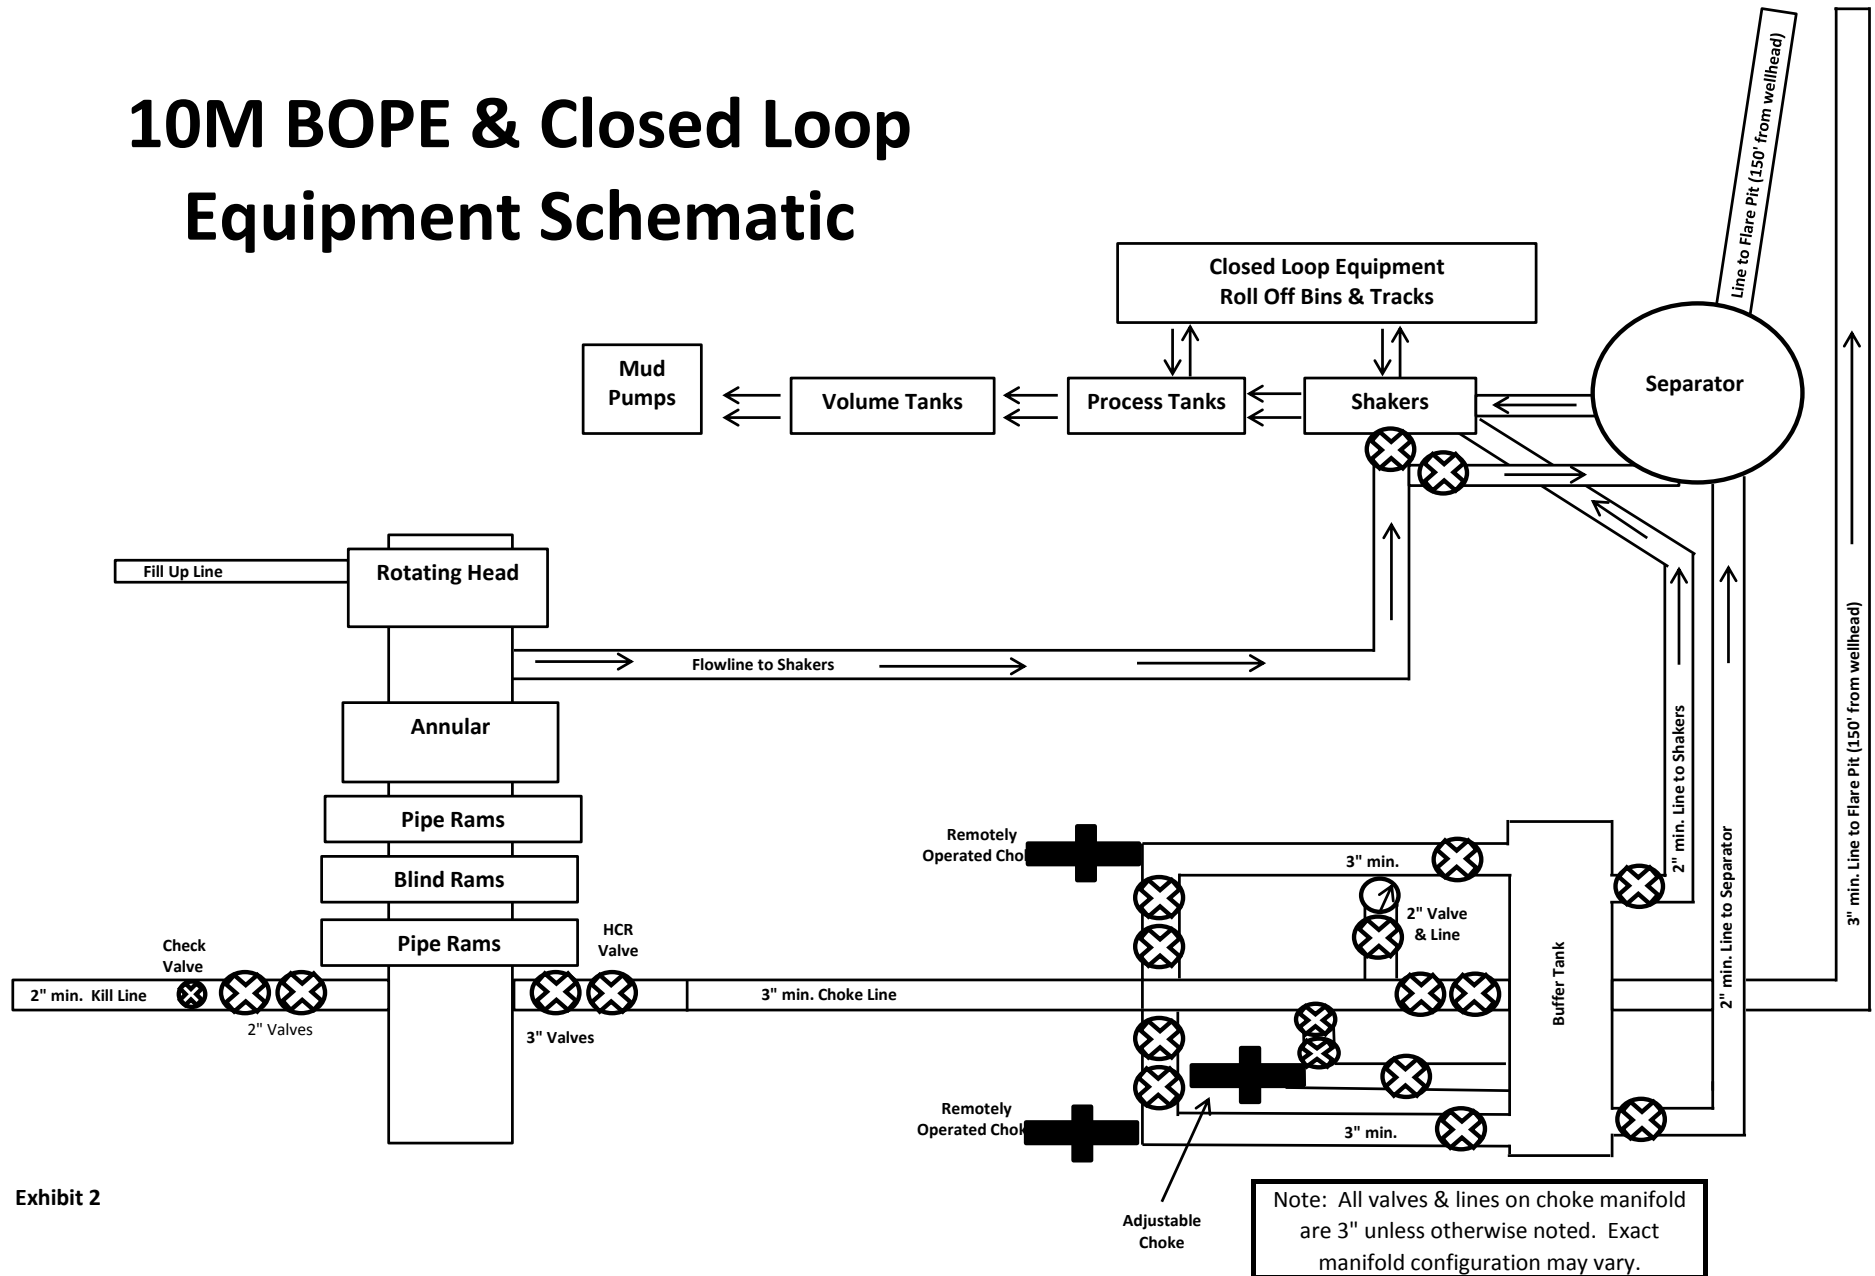 10M BOPE & Closed Loop
Equipment Schematic
Line to Flare Pit (150' from wellhead)
Closed Loop Equipment
Roll Off Bins & Tracks
Mud
Pumps
Volume Tanks
Process Tanks
Shakers
Separator
Fill Up Line
Rotating Head
Flowline to Shakers
Annular
Pipe Rams
Blind Rams
Pipe Rams
Check
Valve
HCR
Valve
2" min. Kill Line
2" Valves
3" Valves
3" min. Choke Line
Remotely
Operated Chok
3" min.
2" Valve
& Line
Buffer Tank
2" min. Line to Shakers
2" min. Line to Separator
3" min. Line to Flare Pit (150' from wellhead)
Remotely
Operated Chok
3" min.
Adjustable
Choke
Exhibit 2
Note: All valves & lines on choke manifold
are 3" unless otherwise noted. Exact
manifold configuration may vary.